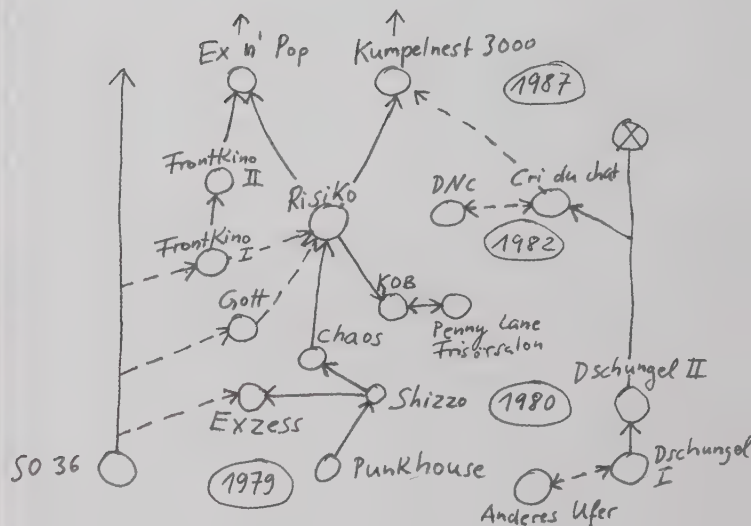 Ex n' Pop
Kumpelnest 3000
1987
FrontKino
II
Risiko
DNC
Cri du chat
1982
FrontKino
I
Gott
KOB
Penny Lane
Frisörsalon
Chaos
Dschungel II
Exzess
Shizzo
1980
SO 36
1979
Punkhouse
Dschungel
I
Anderes Ufer